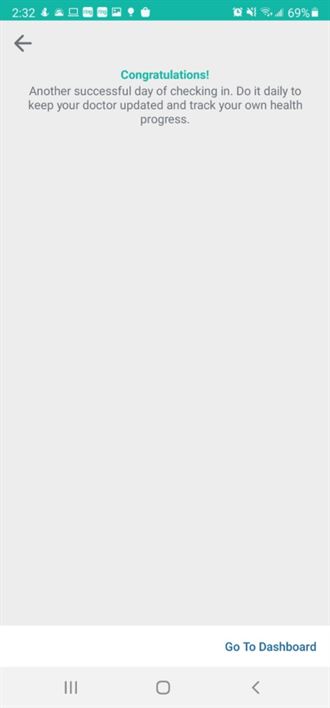 2:32
69%
Congratulations!
Another successful day of checking in. Do it daily to
keep your doctor updated and track your own health
progress.
Go To Dashboard